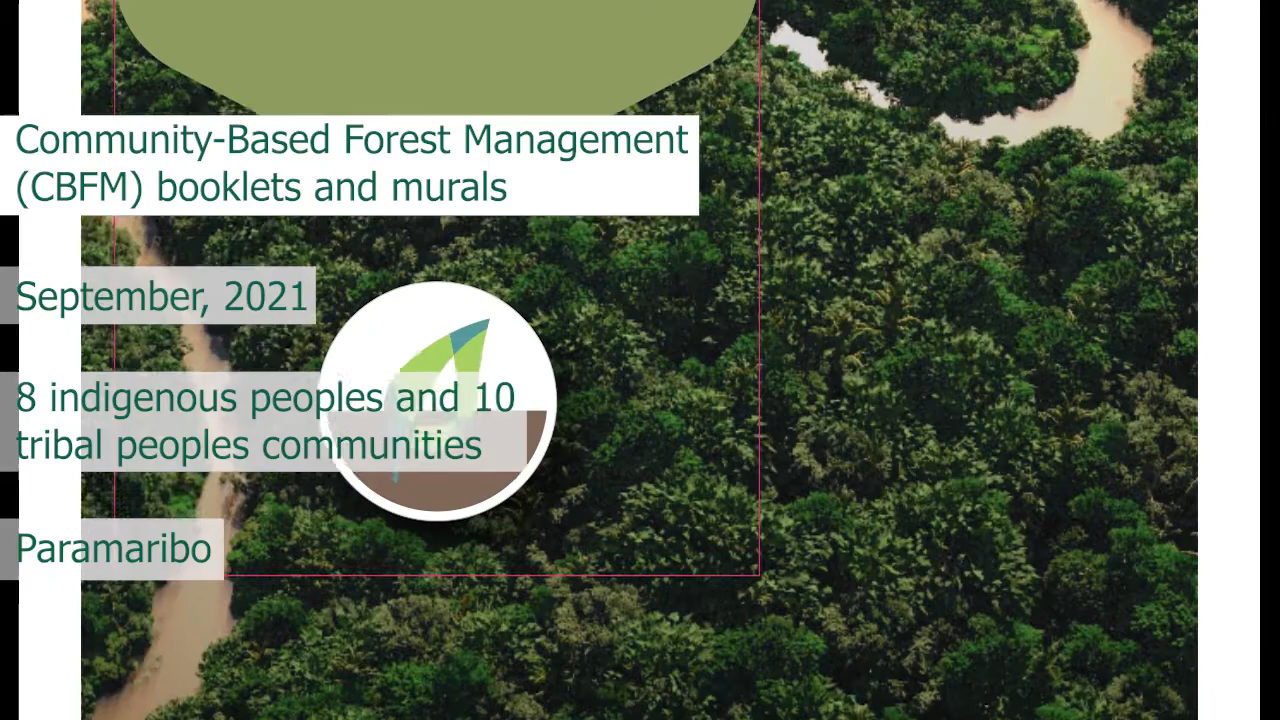 Community-Based Forest Management
(CBFM) booklets and murals
September, 2021
8 indigenous peoples and 10
tribal peoples communities
Paramaribo